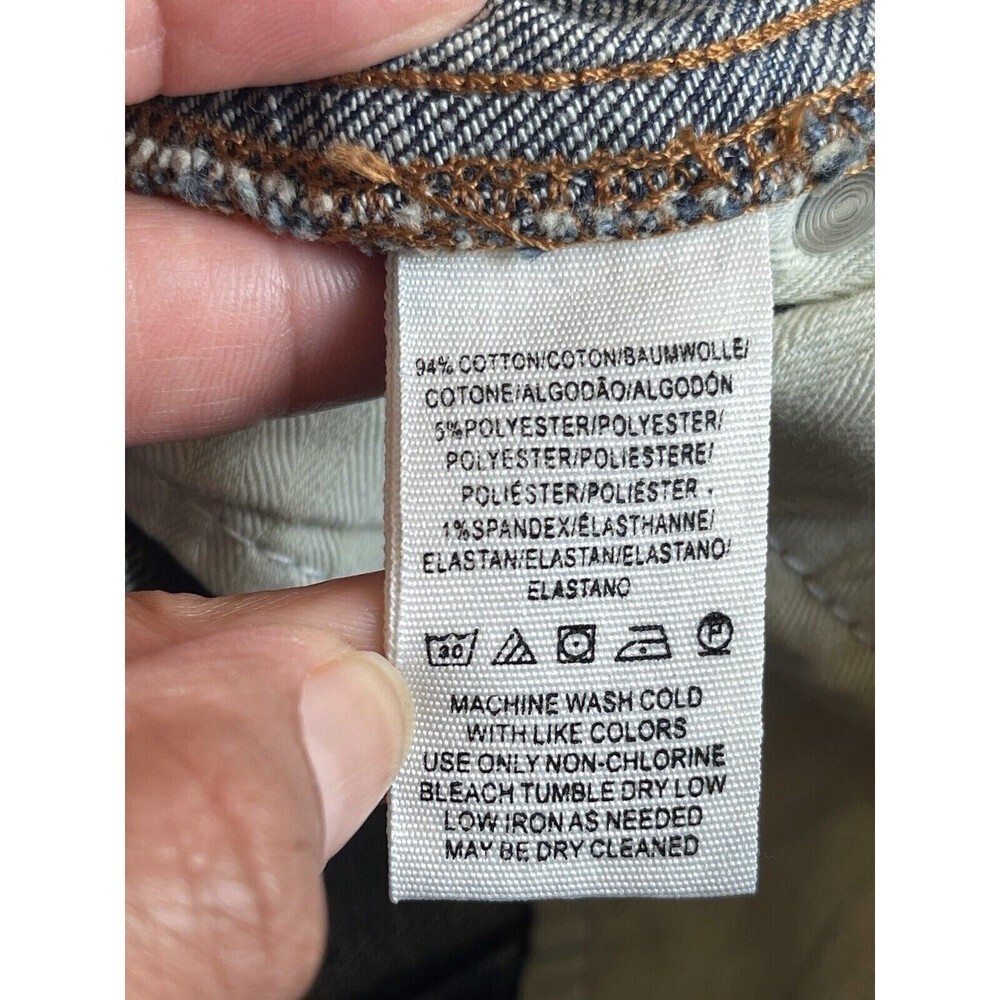 94% COTTON/COTON/BAUMWOLLE/
COTONE/ALGODÃO/ALGODÓN
5%POLYESTER/POLYESTER/
POLYESTER/POLIESTERE/
POLIÉSTER/POLIÉSTER
1%SPANDEX/ÉLASTHANNE/
ELASTAN/ELASTAN/ELASTANO/
ELASTANO
30 P
MACHINE WASH COLD
WITH LIKE COLORS
USE ONLY NON-CHLORINE
BLEACH TUMBLE DRY LOW
LOW IRON AS NEEDED
MAY BE DRY CLEANED